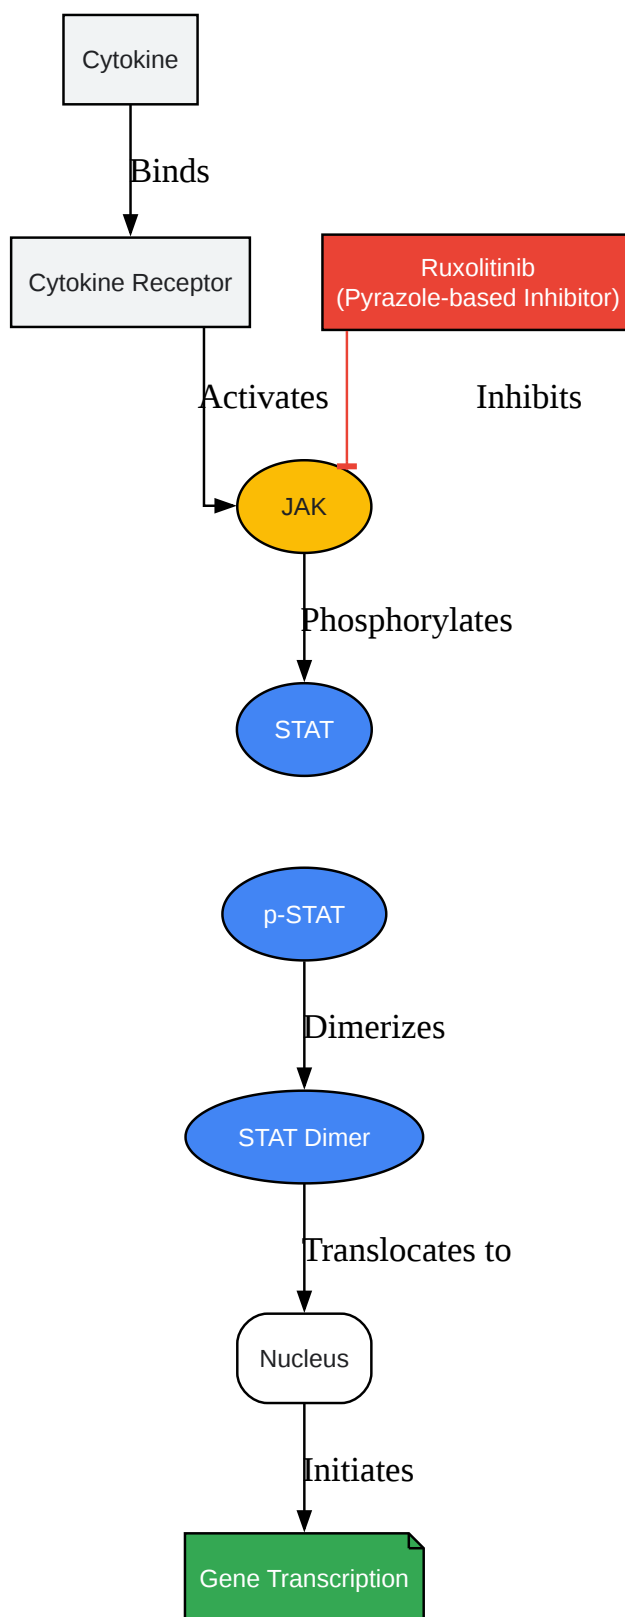 Cytokine
Binds
Cytokine Receptor
Ruxolitinib
(Pyrazole-based Inhibitor)
Activates
Inhibits
JAK
Phosphorylates
STAT
p-STAT
Dimerizes
STAT Dimer
Translocates to
Nucleus
Initiates
Gene Transcription